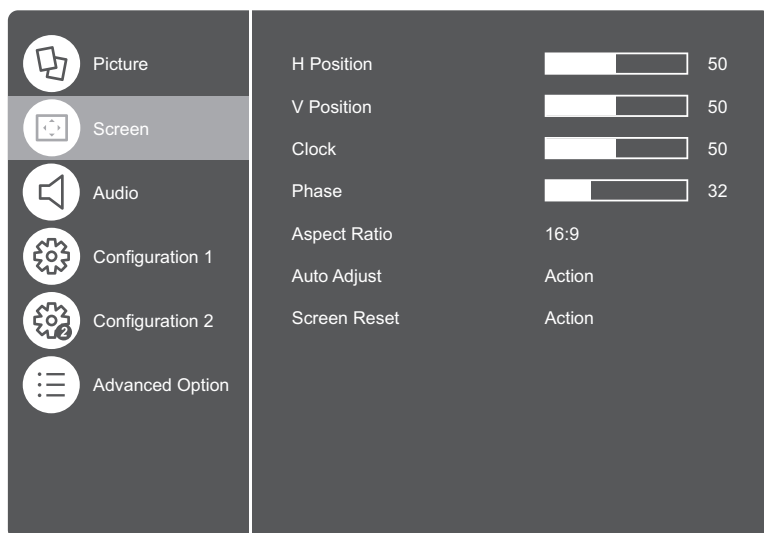 Picture
Screen
Audio
Configuration 1
Configuration 2
2
Advanced Option
H Position 50
V Position 50
Clock 50
Phase 32
Aspect Ratio 16:9
Auto Adjust Action
Screen Reset Action